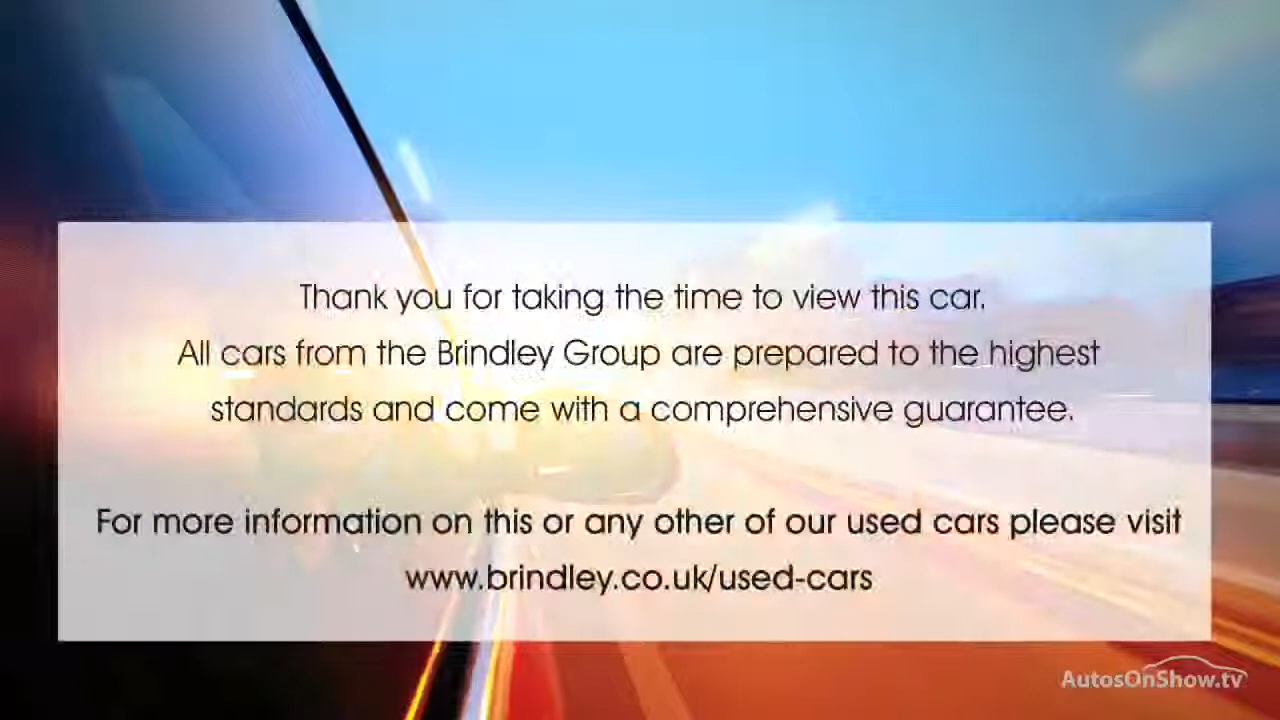 Thank you for taking the time to view this car.
All cars from the Brindley Group are prepared to the highest
standards and come with a comprehensive guarantee.
For more information on this or any other of our used cars please visit
www.brindley.co.uk/used-cars
AutosOnShow.tv